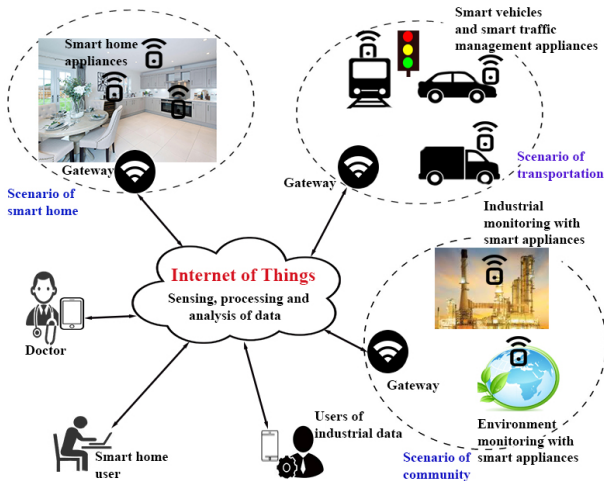 Smart home
appliances
Gateway
Scenario of
smart home
Smart vehicles
and smart traffic
management appliances
Gateway
Scenario of
transportation
Industrial
monitoring with
smart appliances
Internet of Things
Sensing, processing and
analysis of data
Doctor
Gateway
Smart home
user
Users of
industrial data
Environment
monitoring with
smart appliances
Scenario of
community